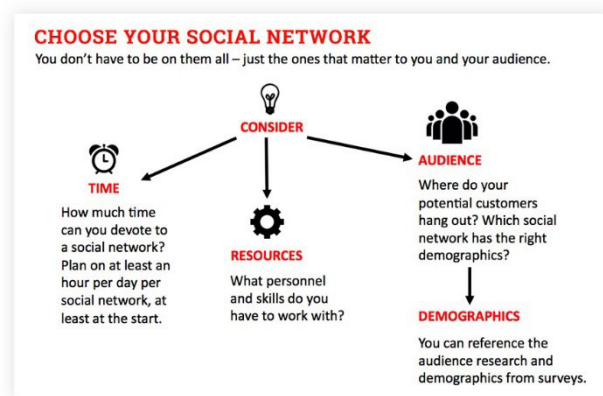 CHOOSE YOUR SOCIAL NETWORK
You don't have to be on them all – just the ones that matter to you and your audience.
CONSIDER
TIME
How much time
can you devote to
a social network?
Plan on at least an
hour per day per
social network, at
least at the start.
RESOURCES
What personnel
and skills do you
have to work with?
AUDIENCE
Where do your
potential customers
hang out? Which social
network has the right
demographics?
DEMOGRAPHICS
You can reference the
audience research and
demographics from surveys.